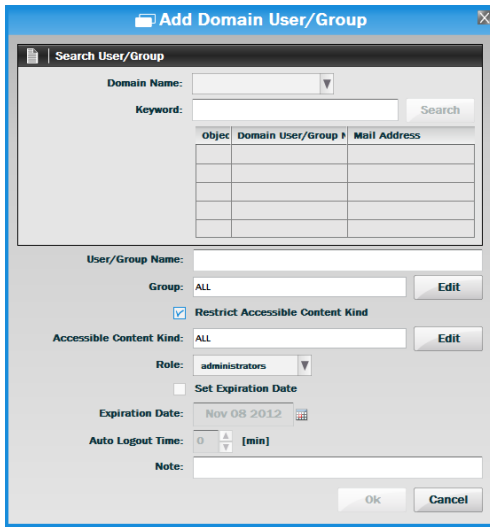 Add Domain User/Group
Search User/Group
Domain Name:
Keyword: Search
Objec Domain User/Group Mail Address
User/Group Name:
Group: ALL Edit
Restrict Accessible Content Kind
Accessible Content Kind: ALL Edit
Role: administrators
Set Expiration Date
Expiration Date: Nov 08 2012
Auto Logout Time: 0 [min]
Note:
Ok Cancel